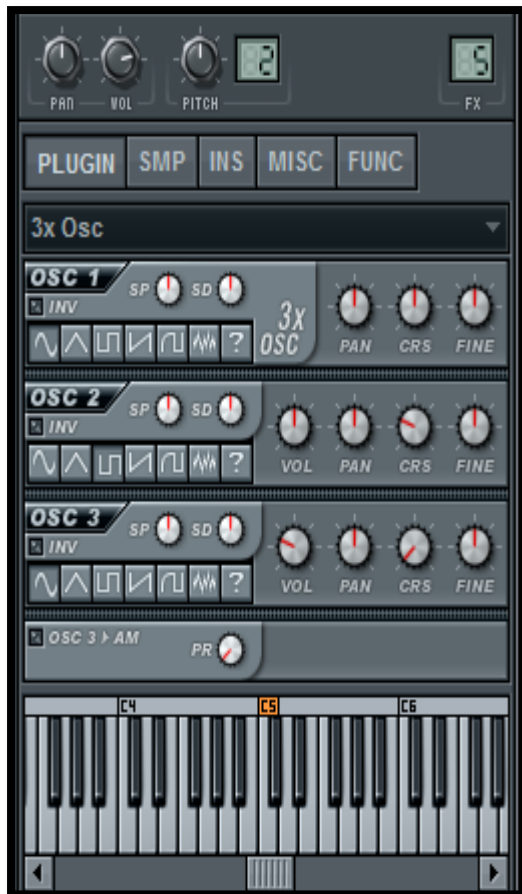 2 5
PAN VOL PITCH FX
PLUGIN SMP INS MISC FUNC
3x Osc
OSC 1 SP SD
INV
3x
OSC
PAN CRS FINE
?
OSC 2 SP SD
INV
? VOL PAN CRS FINE
OSC 3 SP SD
INV
? VOL PAN CRS FINE
OSC 3 ▸ AM PR
C4 C5 C6